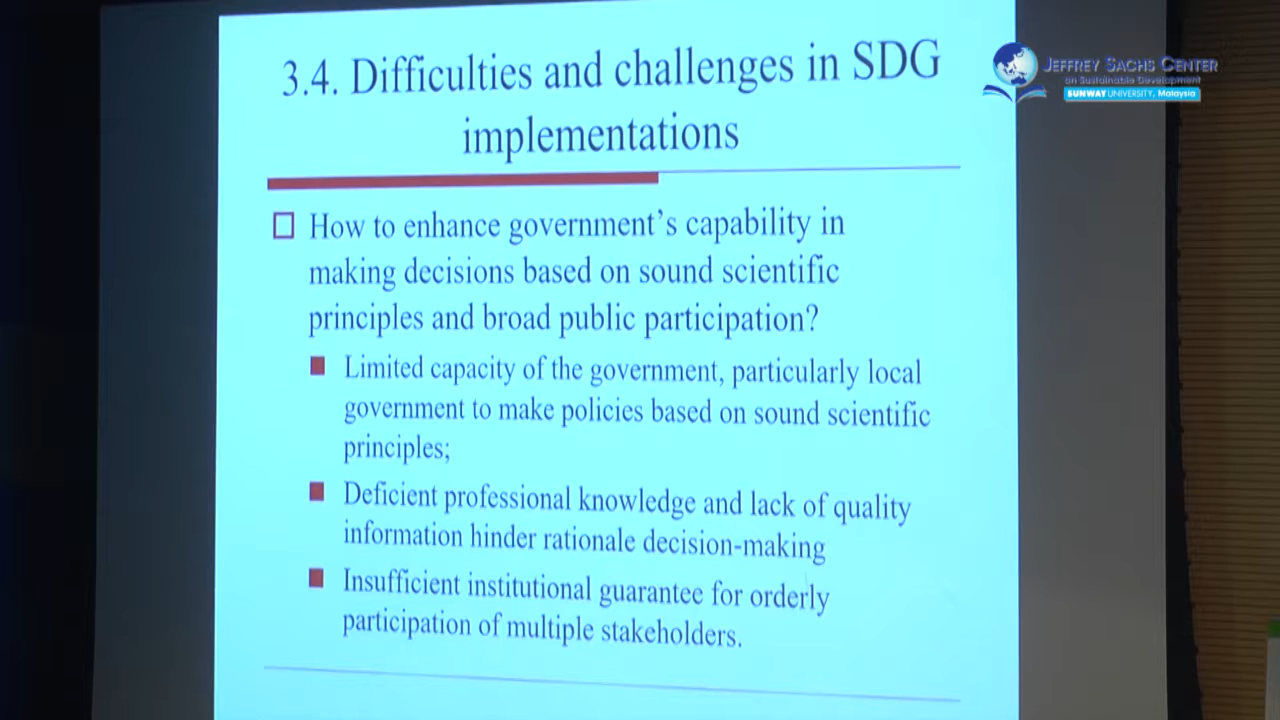 3.4. Difficulties and challenges in SDG
implementations
JEFFREY SACHS CENTER
on Sustainable Development
SUNWAY UNIVERSITY, Malaysia
How to enhance government's capability in
making decisions based on sound scientific
principles and broad public participation?
Limited capacity of the government, particularly local
government to make policies based on sound scientific
principles;
Deficient professional knowledge and lack of quality
information hinder rationale decision-making
Insufficient institutional guarantee for orderly
participation of multiple stakeholders.